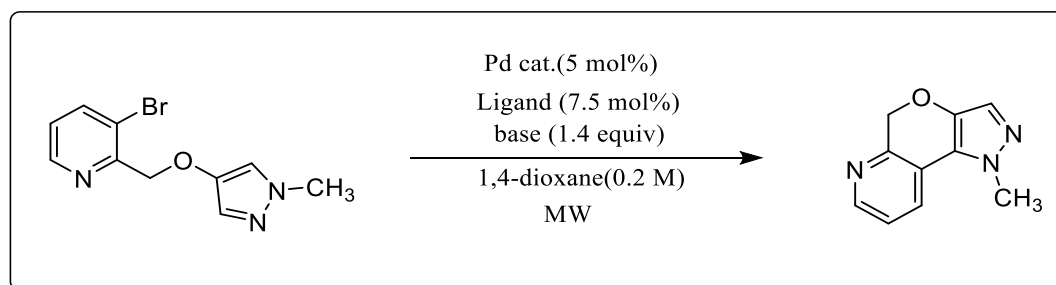 Pd cat.(5 mol%)
Ligand (7.5 mol%)
base (1.4 equiv)
1,4-dioxane(0.2 M)
MW
Br
N
O
N
N
CH3
O
N
N
N
CH3